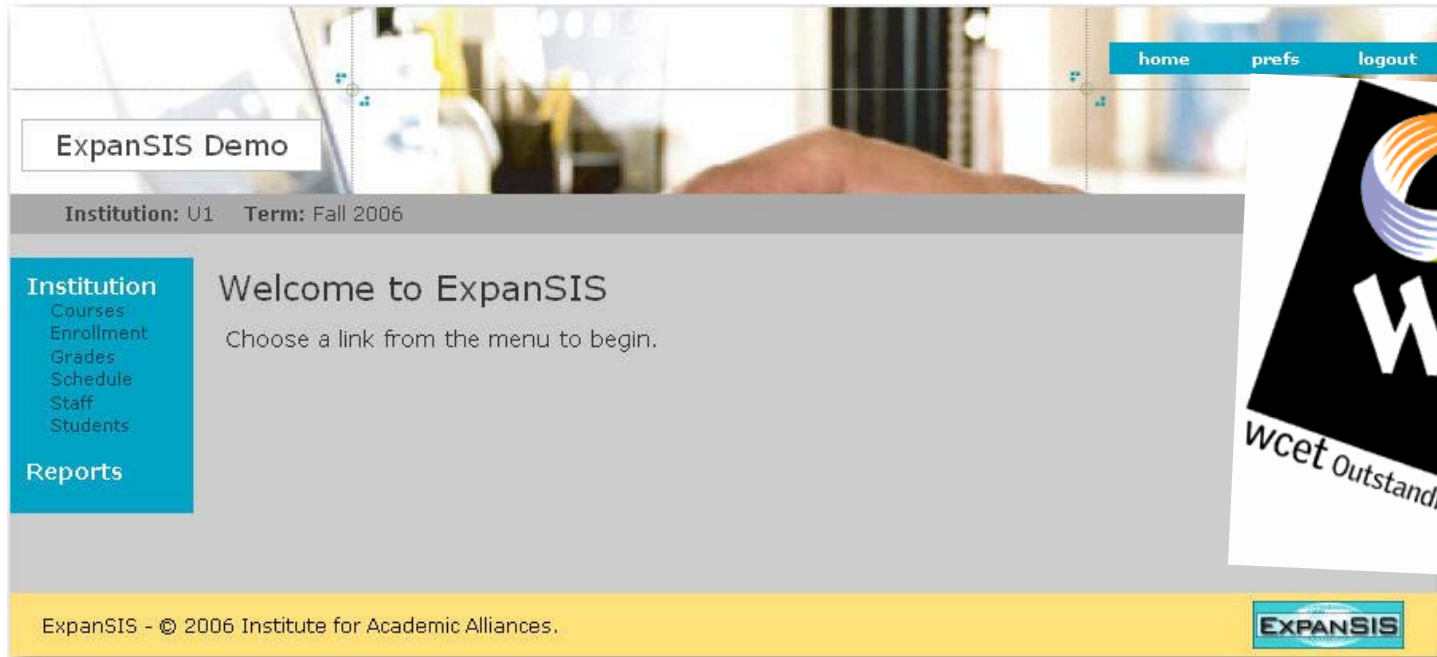 home prefs logout
ExpanSIS Demo
Institution: U1 Term: Fall 2006
Institution
Courses
Enrollment
Grades
Schedule
Staff
Students
Reports
Welcome to ExpanSIS
Choose a link from the menu to begin.
W
wcet
ExpanSIS - © 2006 Institute for Academic Alliances.
EXPANSIS